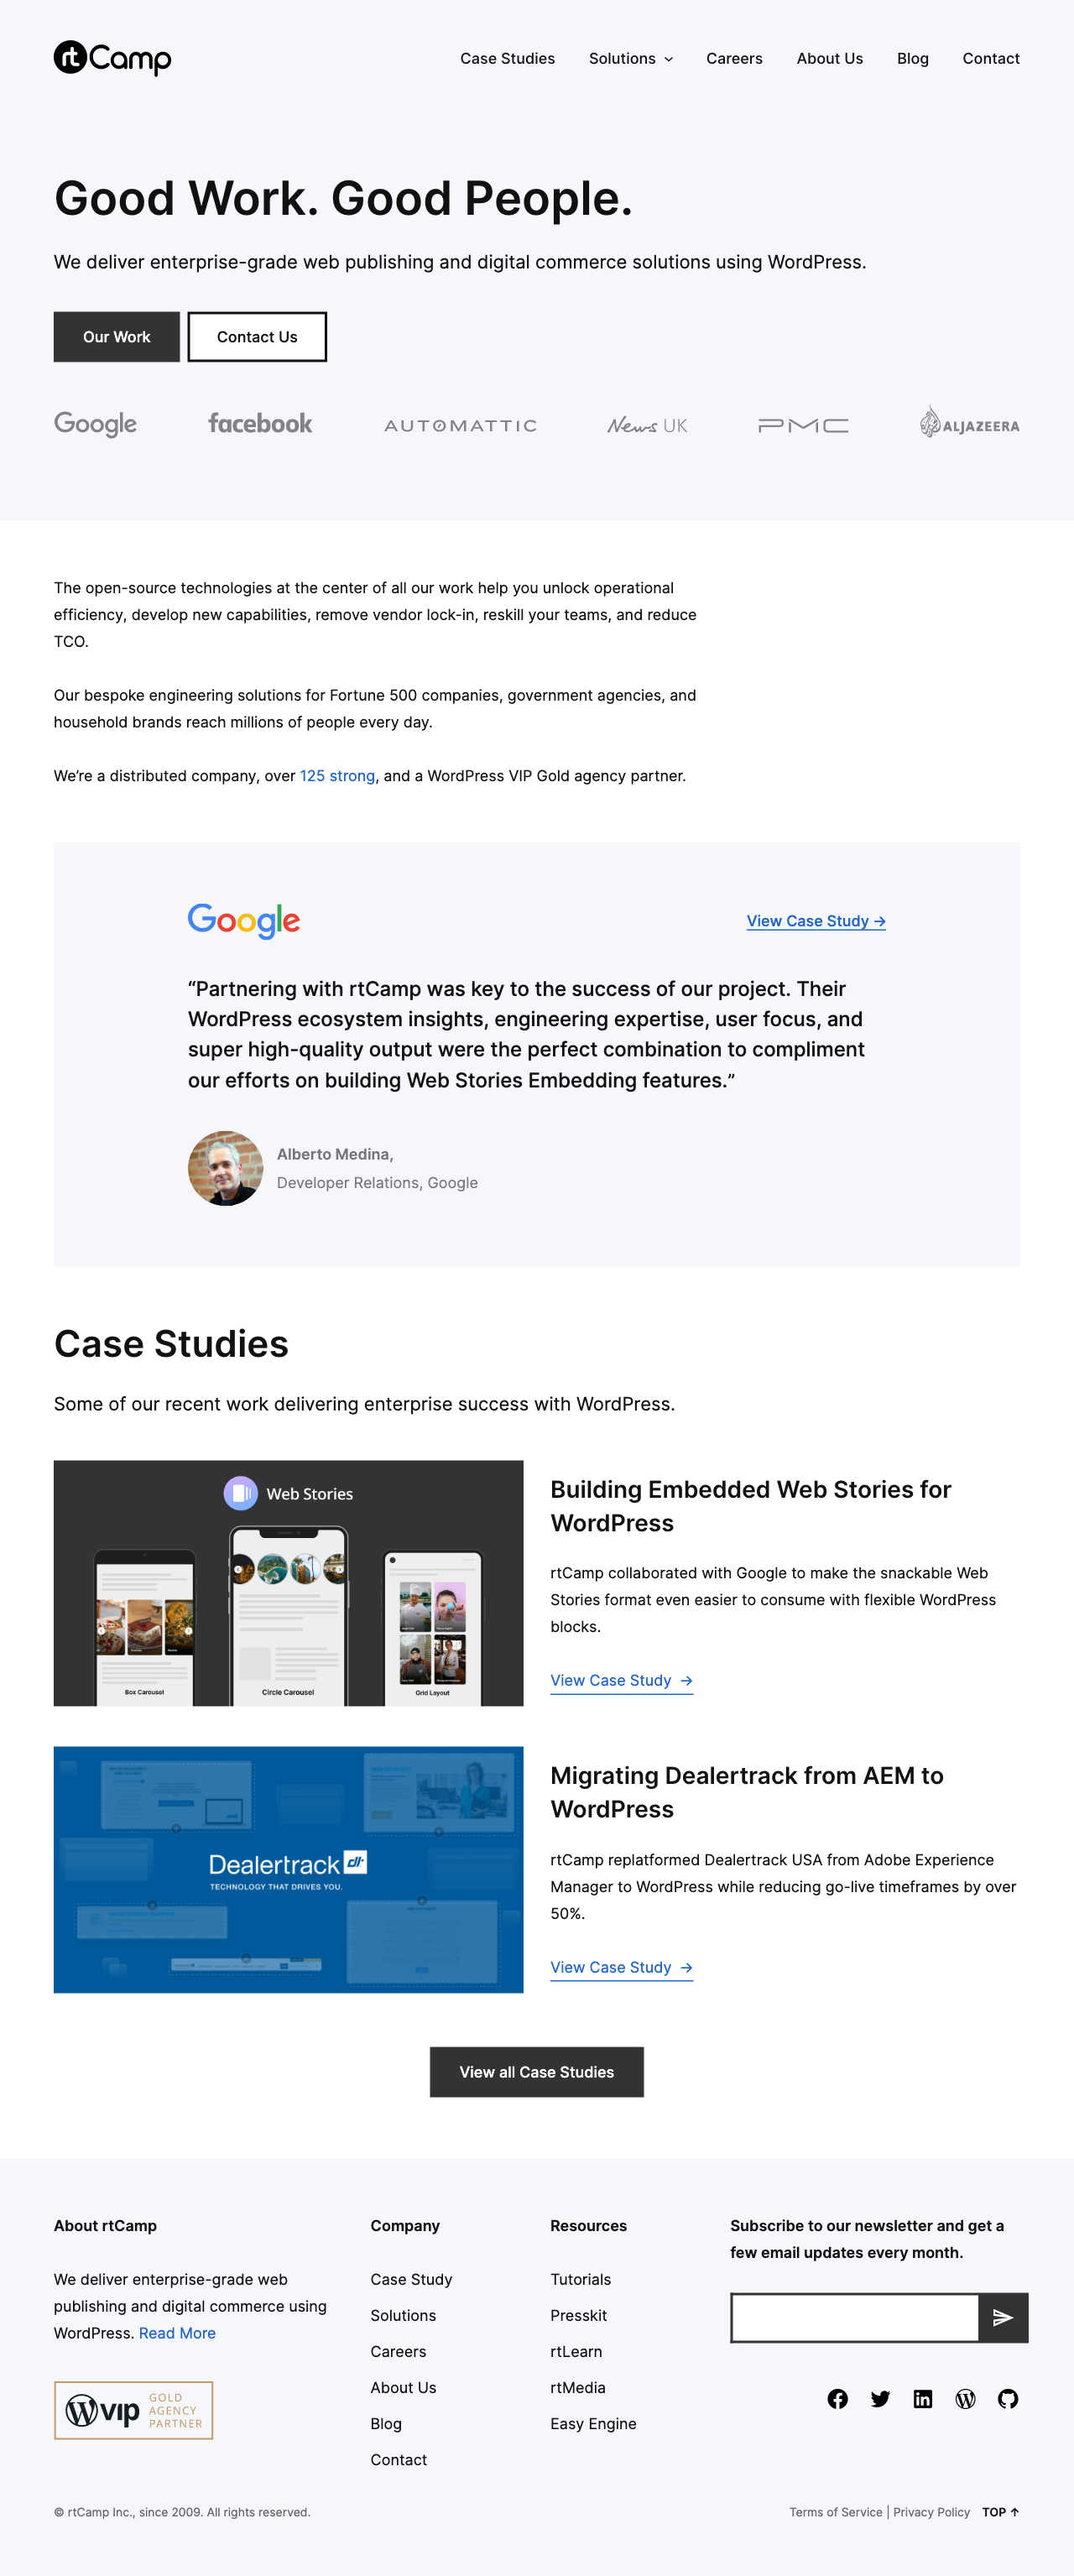 rtCamp
Case Studies
Solutions
Careers
About Us
Blog
Contact
Good Work. Good People.
We deliver enterprise-grade web publishing and digital commerce solutions using WordPress.
Our Work
Contact Us
Google
facebook
AUTOMATTIC
News UK
PMC
ALJAZEERA
The open-source technologies at the center of all our work help you unlock operational
efficiency, develop new capabilities, remove vendor lock-in, reskill your teams, and reduce
TCO.
Our bespoke engineering solutions for Fortune 500 companies, government agencies, and
household brands reach millions of people every day.
We’re a distributed company, over 125 strong, and a WordPress VIP Gold agency partner.
Google
View Case Study →
“Partnering with rtCamp was key to the success of our project. Their
WordPress ecosystem insights, engineering expertise, user focus, and
super high-quality output were the perfect combination to compliment
our efforts on building Web Stories Embedding features.”
Alberto Medina,
Developer Relations, Google
Case Studies
Some of our recent work delivering enterprise success with WordPress.
Web Stories
Box Carousel
Circle Carousel
Grid Layout
Building Embedded Web Stories for
WordPress
rtCamp collaborated with Google to make the snackable Web
Stories format even easier to consume with flexible WordPress
blocks.
View Case Study →
Dealertrack dt
TECHNOLOGY THAT DRIVES YOU.
Migrating Dealertrack from AEM to
WordPress
rtCamp replatformed Dealertrack USA from Adobe Experience
Manager to WordPress while reducing go-live timeframes by over
50%.
View Case Study →
View all Case Studies
About rtCamp
We deliver enterprise-grade web
publishing and digital commerce using
WordPress. Read More
vip
GOLD
AGENCY
PARTNER
Company
Case Study
Solutions
Careers
About Us
Blog
Contact
Resources
Tutorials
Presskit
rtLearn
rtMedia
Easy Engine
Subscribe to our newsletter and get a
few email updates every month.
© rtCamp Inc., since 2009. All rights reserved.
Terms of Service | Privacy Policy TOP ↑